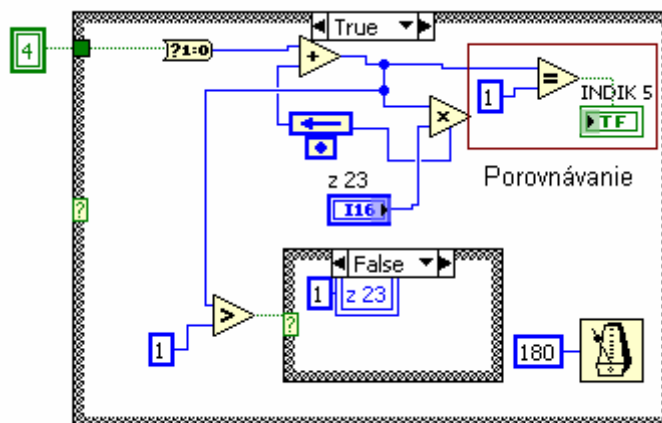 True
4
?1:0
+
=
1
INDIK 5
TF
×
z 23
I16
Porovnávanie
?
False
1
z 23
>
?
1
180